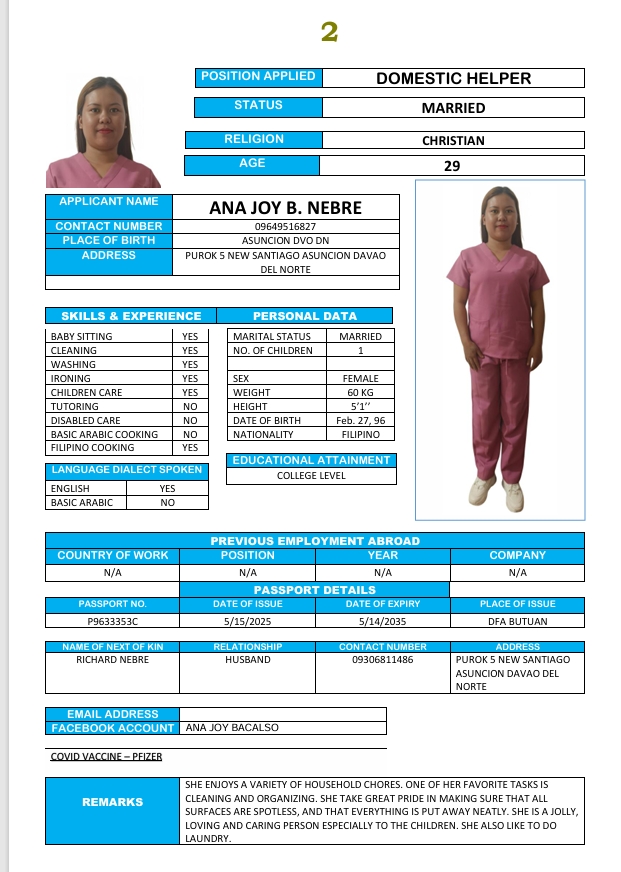 2
POSITION APPLIED DOMESTIC HELPER
STATUS MARRIED
RELIGION CHRISTIAN
AGE 29
APPLICANT NAME ANA JOY B. NEBRE
CONTACT NUMBER 09649516827
PLACE OF BIRTH ASUNCION DVO DN
ADDRESS PUROK 5 NEW SANTIAGO ASUNCION DAVAO
DEL NORTE
SKILLS & EXPERIENCE
BABY SITTING YES
CLEANING YES
WASHING YES
IRONING YES
CHILDREN CARE YES
TUTORING NO
DISABLED CARE NO
BASIC ARABIC COOKING NO
FILIPINO COOKING YES
LANGUAGE DIALECT SPOKEN
ENGLISH YES
BASIC ARABIC NO
PERSONAL DATA
MARITAL STATUS MARRIED
NO. OF CHILDREN 1
SEX FEMALE
WEIGHT 60 KG
HEIGHT 5'1''
DATE OF BIRTH Feb. 27, 96
NATIONALITY FILIPINO
EDUCATIONAL ATTAINMENT
COLLEGE LEVEL
PREVIOUS EMPLOYMENT ABROAD
COUNTRY OF WORK POSITION YEAR COMPANY
N/A N/A N/A N/A
PASSPORT DETAILS
PASSPORT NO. DATE OF ISSUE DATE OF EXPIRY PLACE OF ISSUE
P9633353C 5/15/2025 5/14/2035 DFA BUTUAN
NAME OF NEXT OF KIN RELATIONSHIP CONTACT NUMBER ADDRESS
RICHARD NEBRE HUSBAND 09306811486 PUROK 5 NEW SANTIAGO
ASUNCION DAVAO DEL
NORTE
EMAIL ADDRESS
FACEBOOK ACCOUNT ANA JOY BACALSO
COVID VACCINE – PFIZER
REMARKS
SHE ENJOYS A VARIETY OF HOUSEHOLD CHORES. ONE OF HER FAVORITE TASKS IS
CLEANING AND ORGANIZING. SHE TAKE GREAT PRIDE IN MAKING SURE THAT ALL
SURFACES ARE SPOTLESS, AND THAT EVERYTHING IS PUT AWAY NEATLY. SHE IS A JOLLY,
LOVING AND CARING PERSON ESPECIALLY TO THE CHILDREN. SHE ALSO LIKE TO DO
LAUNDRY.